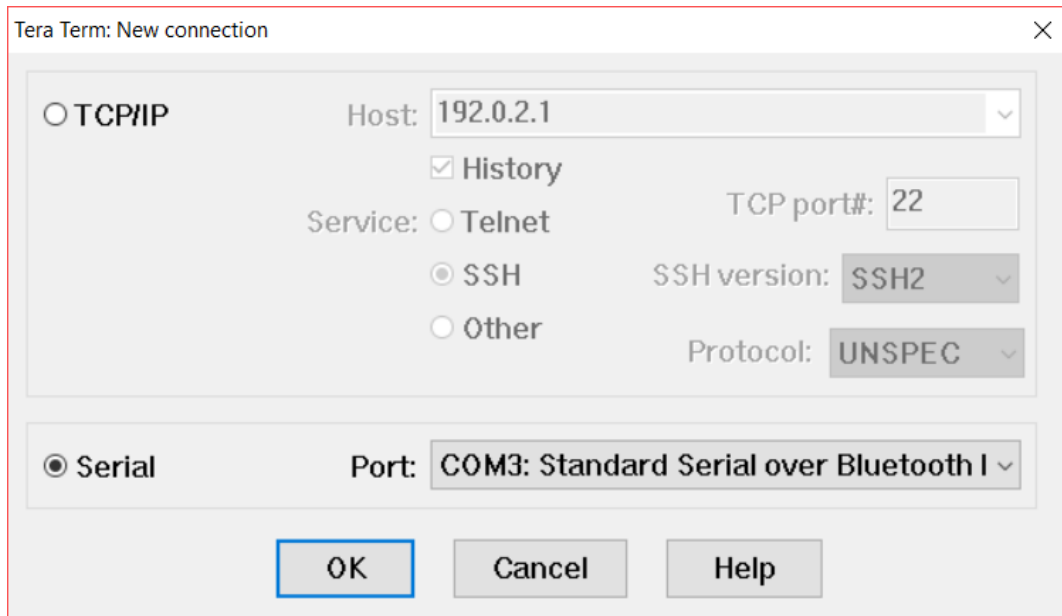 Tera Term: New connection
TCP/IP Host: 192.0.2.1
History
TCP port#: 22
Service: Telnet
SSH SSH version: SSH2
Other
Protocol: UNSPEC
Serial Port: COM3: Standard Serial over Bluetooth l
OK Cancel Help